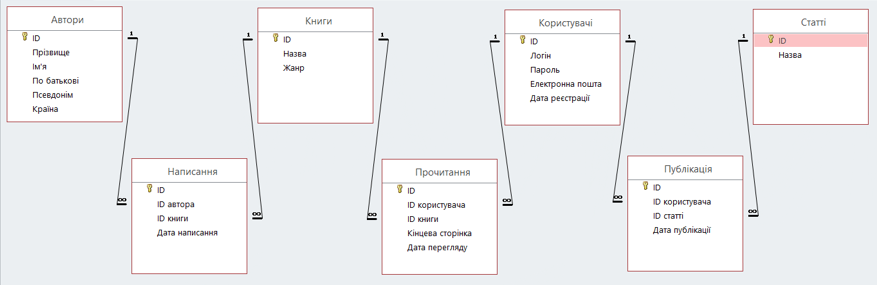 Автори
ID
Прізвище
Ім'я
По батькові
Псевдонім
Країна
Книги
ID
Назва
Жанр
Користувачі
ID
Логін
Пароль
Електронна пошта
Дата реєстрації
Статті
ID
Назва
1
1
1
1
1
1
Написання
ID
ID автора
ID книги
Дата написання
Прочитання
ID
ID користувача
ID книги
Кінцева сторінка
Дата перегляду
Публікація
ID
ID користувача
ID статті
Дата публікації
∞
∞
∞
∞
∞
∞